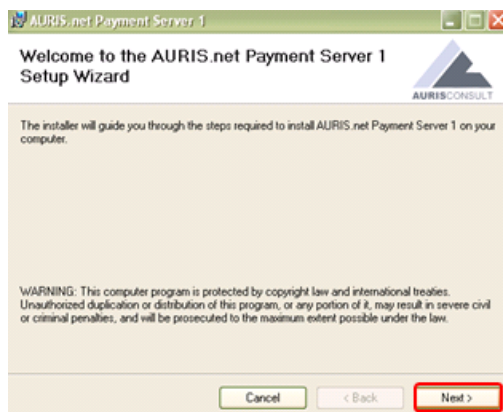 AURIS.net Payment Server 1
Welcome to the AURIS.net Payment Server 1
Setup Wizard
AURISCONSULT
The installer will guide you through the steps required to install AURIS.net Payment Server 1 on your
computer.
WARNING: This computer program is protected by copyright law and international treaties.
Unauthorized duplication or distribution of this program, or any portion of it, may result in severe civil
or criminal penalties, and will be prosecuted to the maximum extent possible under the law.
Cancel
< Back
Next >